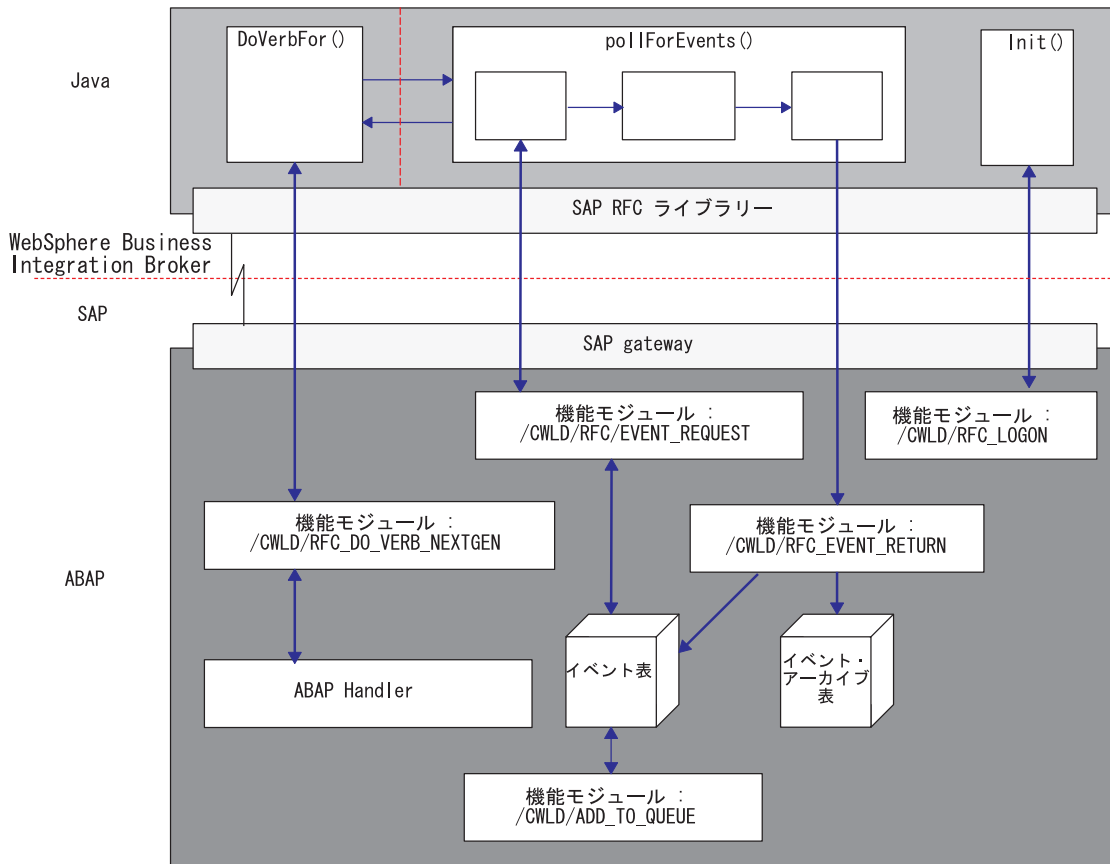 DoVerbFor()
pollForEvents()
Init()
Java
SAP RFC ライブラリー
WebSphere Business
Integration Broker
SAP
SAP gateway
機能モジュール :
/CWLD/RFC/EVENT_REQUEST
機能モジュール :
/CWLD/RFC_LOGON
機能モジュール :
/CWLD/RFC_DO_VERB_NEXTGEN
機能モジュール :
/CWLD/RFC_EVENT_RETURN
ABAP
イベント表
イベント・
アーカイブ
表
ABAP Handler
機能モジュール :
/CWLD/ADD_TO_QUEUE